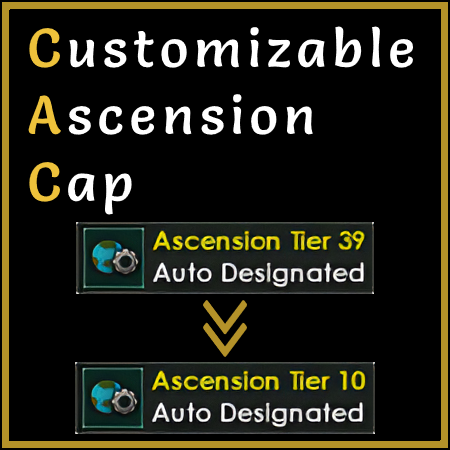 Customizable
Ascension
Cap
Ascension Tier 39
Auto Designated
Ascension Tier 10
Auto Designated